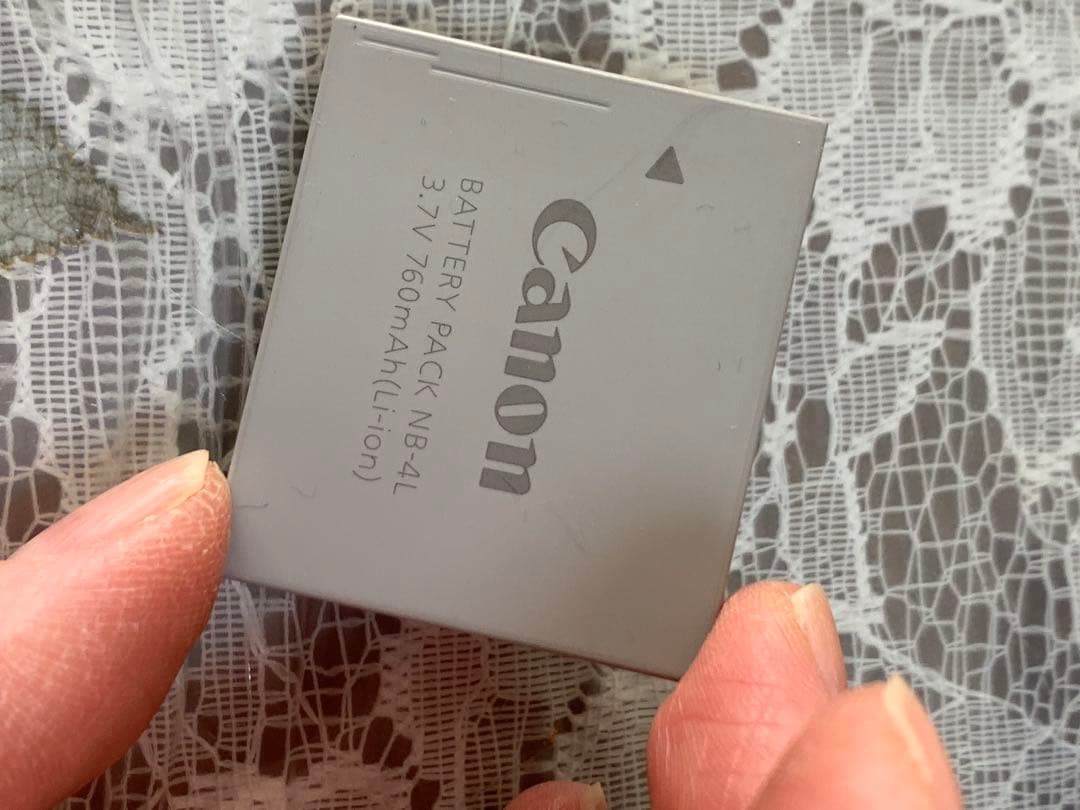 Canon
BATTERY PACK NB-4L
3.7V 760mAh(Li-ion)